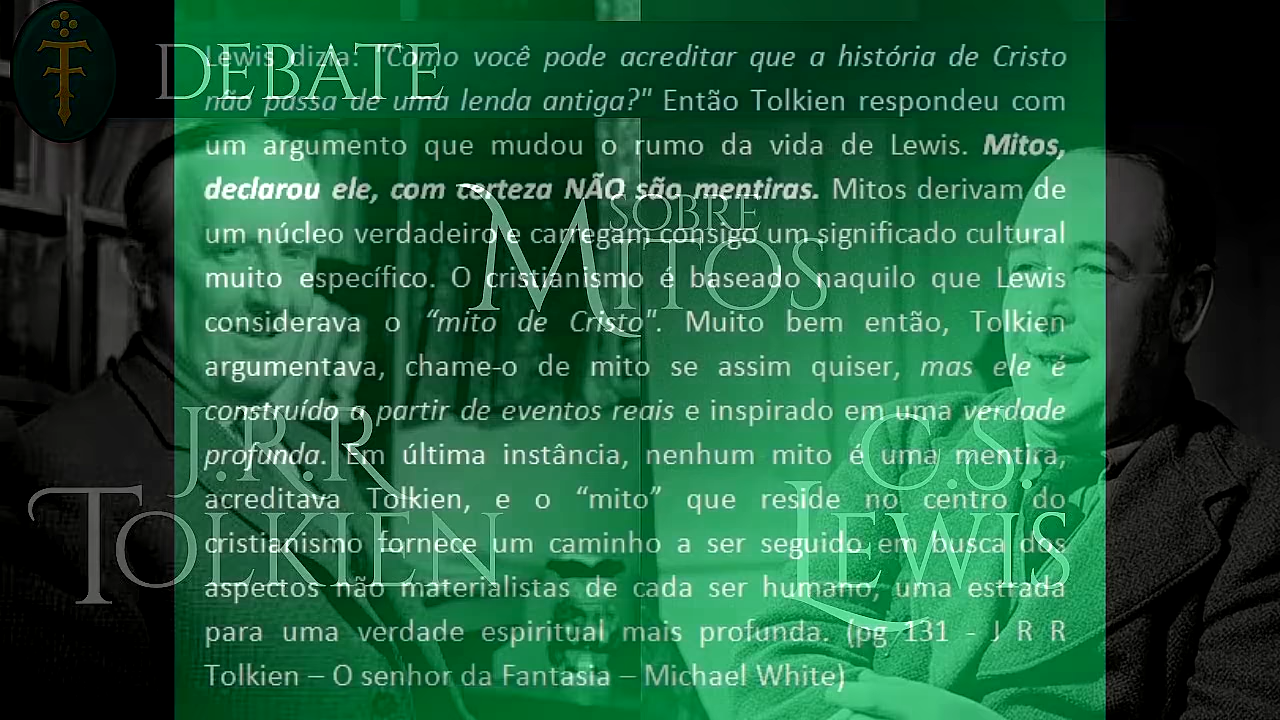 DEBATE
SOBRE
MITOS
J.R.R
TOLKIEN
C.S.
LEWIS
Lewis dizia: "Como você pode acreditar que a história de Cristo
não passa de uma lenda antiga?" Então Tolkien respondeu com
um argumento que mudou o rumo da vida de Lewis. Mitos,
declarou ele, com certeza NÃO são mentiras. Mitos derivam de
um núcleo verdadeiro e carregam consigo um significado cultural
muito específico. O cristianismo é baseado naquilo que Lewis
considerava o “mito de Cristo". Muito bem então, Tolkien
argumentava, chame-o de mito se assim quiser, mas ele é
construído a partir de eventos reais e inspirado em uma verdade
profunda. Em última instância, nenhum mito é uma mentira,
acreditava Tolkien, e o “mito” que reside no centro do
cristianismo fornece um caminho a ser seguido em busca dos
aspectos não materialistas de cada ser humano, uma estrada
para uma verdade espiritual mais profunda. (pg 131 - J R R
Tolkien – O senhor da Fantasia – Michael White)